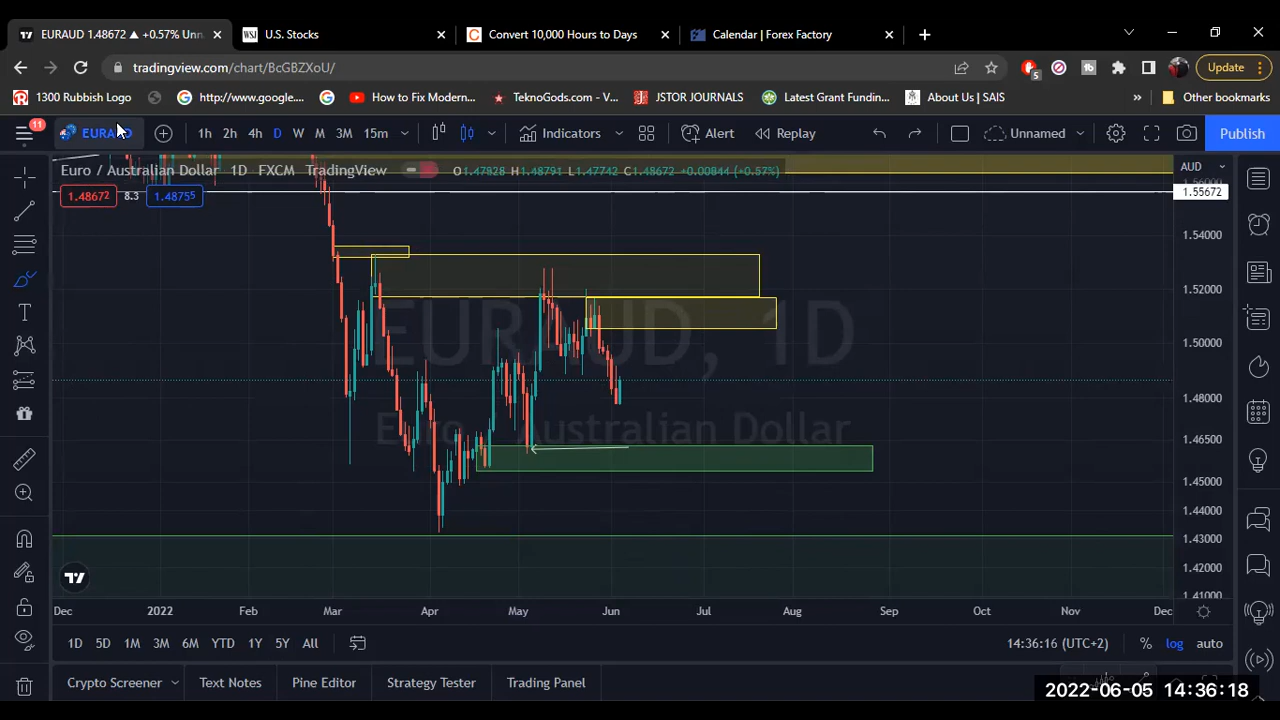 EURAUD 1.48672 ▲ +0.57% Unn
U.S. Stocks
Convert 10,000 Hours to Days
Calendar | Forex Factory
tradingview.com/chart/BcGBZXoU/
5
Update
1300 Rubbish Logo
http://www.google....
How to Fix Modern...
TeknoGods.com - V...
JSTOR JOURNALS
Latest Grant Fundin...
About Us | SAIS
Other bookmarks
11
EURAUD
1h 2h 4h D W M 3M 15m
Indicators
Alert
Replay
Unnamed
Publish
Euro / Australian Dollar 1D FXCM TradingView
O1.47828 H1.48791 L1.47742 C1.48672 +0.00844 (+0.57%)
AUD
1.48672 8.3 1.48755
1.56000
1.55672
1.54000
1.52000
1.50000
1.48000
1.46500
1.45000
1.44000
1.43000
1.42000
1.41000
EURAUD, 1D
Euro / Australian Dollar
Dec 2022 Feb Mar Apr May Jun Jul Aug Sep Oct Nov Dec
1D 5D 1M 3M 6M YTD 1Y 5Y All
14:36:16 (UTC+2) % log auto
Crypto Screener Text Notes Pine Editor Strategy Tester Trading Panel
2022-06-05 14:36:18